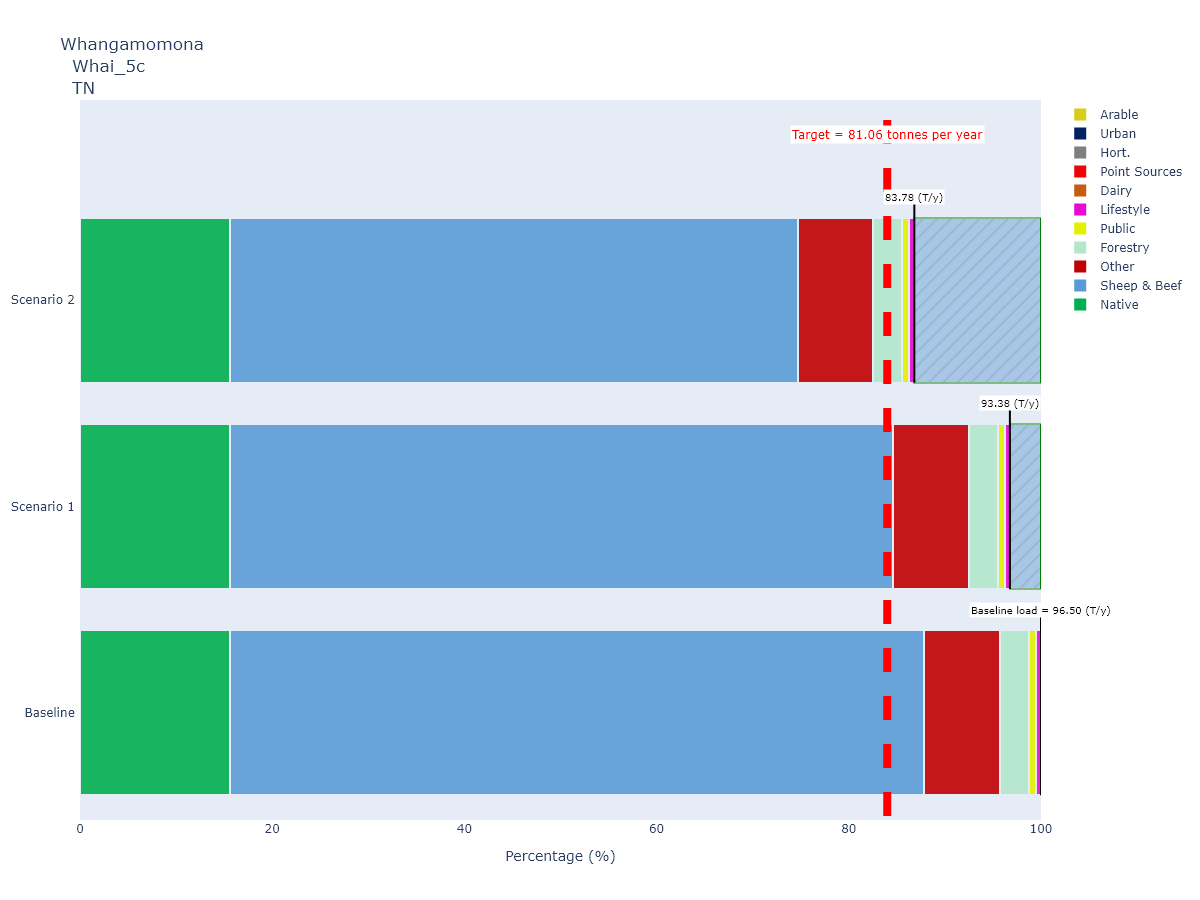 Whangamomona
Whai_5c
TN
Target = 81.06 tonnes per year
83.78 (T/y)
Scenario 2
93.38 (T/y)
Scenario 1
Baseline load = 96.50 (T/y)
Baseline
0 20 40 60 80 100
Percentage (%)
Arable
Urban
Hort.
Point Sources
Dairy
Lifestyle
Public
Forestry
Other
Sheep & Beef
Native